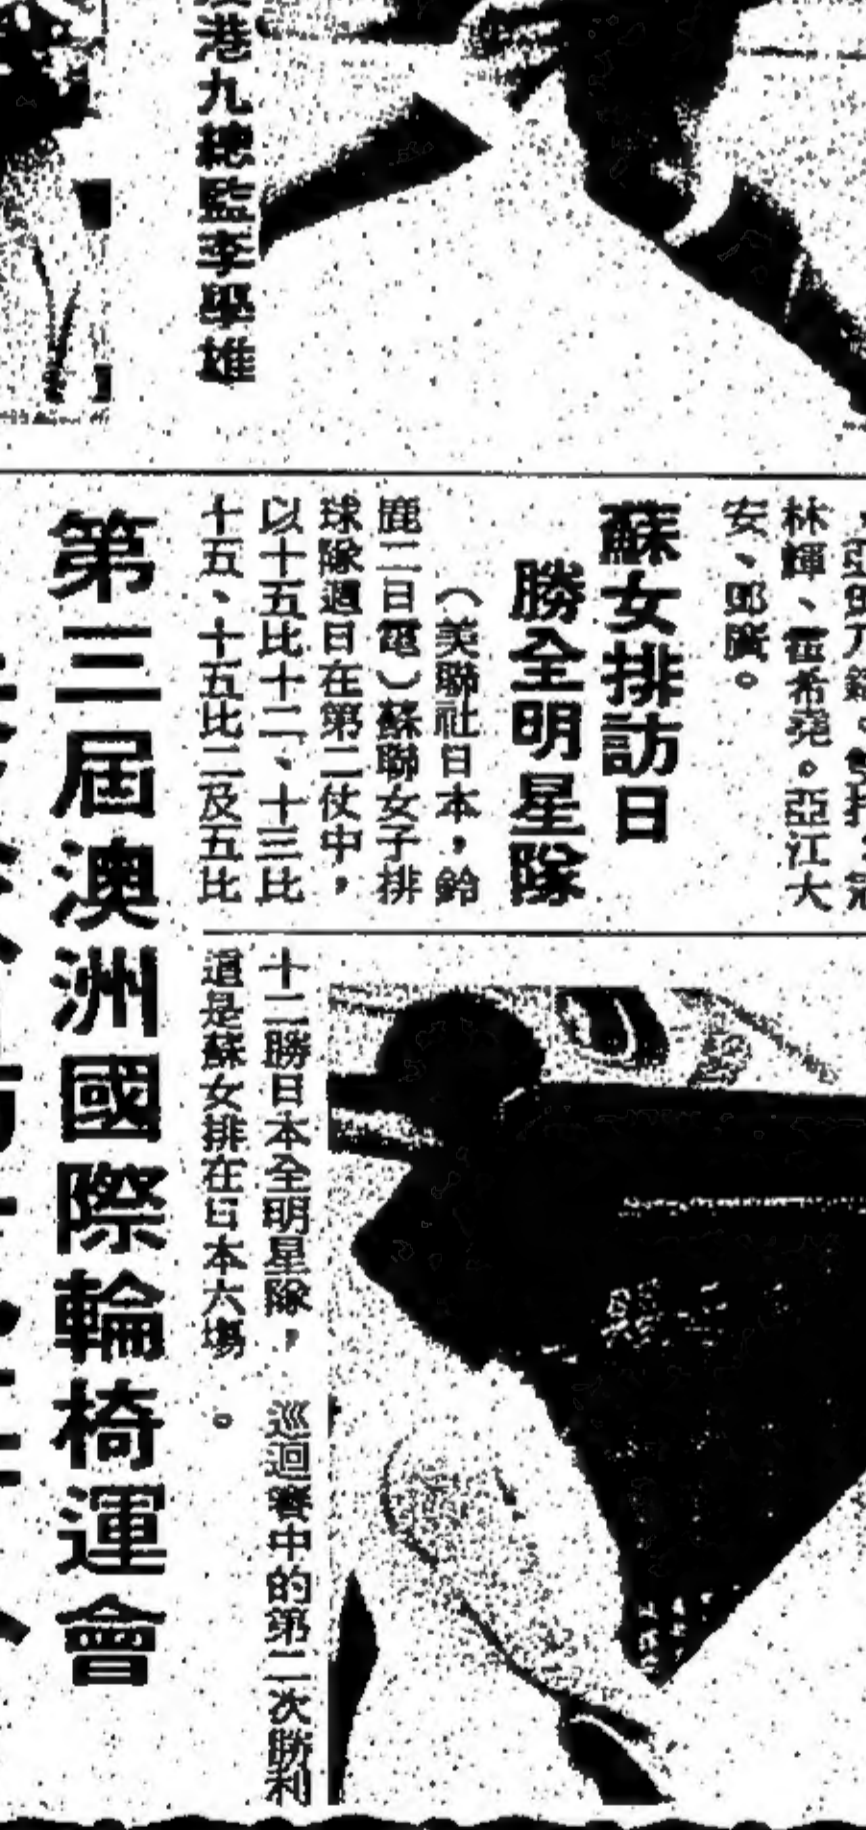 港九總監李學雄
林輝、霍希堯。亞江大
安、鄭廣。
蘇女排訪日
勝全明星隊
（美聯社日本，鈴
鹿二日電）蘇聯女子排
球隊週日在第二仗中，
以十五比十二、十三比
十五、十五比二及五比
十二勝日本全明星隊，
這是蘇女排在日本六場
巡迴賽中的第二次勝利
。
第三屆澳洲國際輪椅運會